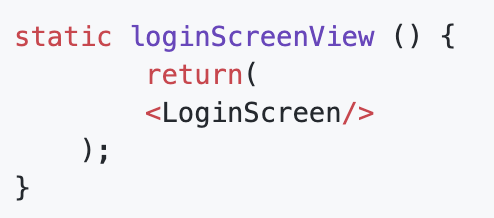 static loginScreenView () {
        return(
        <LoginScreen/>
    );
}